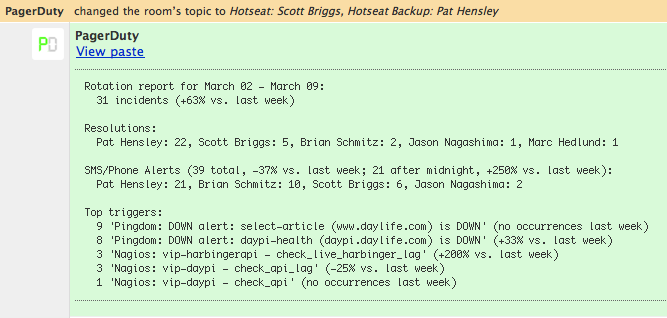 PagerDuty changed the room's topic to Hotseat: Scott Briggs, Hotseat Backup: Pat Hensley
PD
PagerDuty
View paste
Rotation report for March 02 - March 09:
31 incidents (+63% vs. last week)
Resolutions:
Pat Hensley: 22, Scott Briggs: 5, Brian Schmitz: 2, Jason Nagashima: 1, Marc Hedlund: 1
SMS/Phone Alerts (39 total, -37% vs. last week; 21 after midnight, +250% vs. last week):
Pat Hensley: 21, Brian Schmitz: 10, Scott Briggs: 6, Jason Nagashima: 2
Top triggers:
9 'Pingdom: DOWN alert: select-article (www.daylife.com) is DOWN' (no occurrences last week)
8 'Pingdom: DOWN alert: daypi-health (daypi.daylife.com) is DOWN' (+33% vs. last week)
3 'Nagios: vip-harbingerapi - check_live_harbinger_lag' (+200% vs. last week)
3 'Nagios: vip-daypi - check_api_lag' (-25% vs. last week)
1 'Nagios: vip-daypi - check_api' (no occurrences last week)